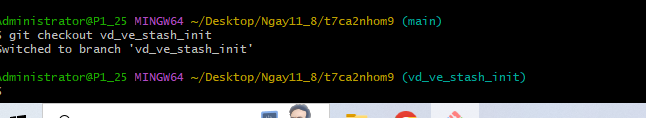 Administrator@P1_25 MINGW64 ~/Desktop/Ngay11_8/t7ca2nhom9 (main)
$ git checkout vd_ve_stash_init
Switched to branch 'vd_ve_stash_init'
Administrator@P1_25 MINGW64 ~/Desktop/Ngay11_8/t7ca2nhom9 (vd_ve_stash_init)
$